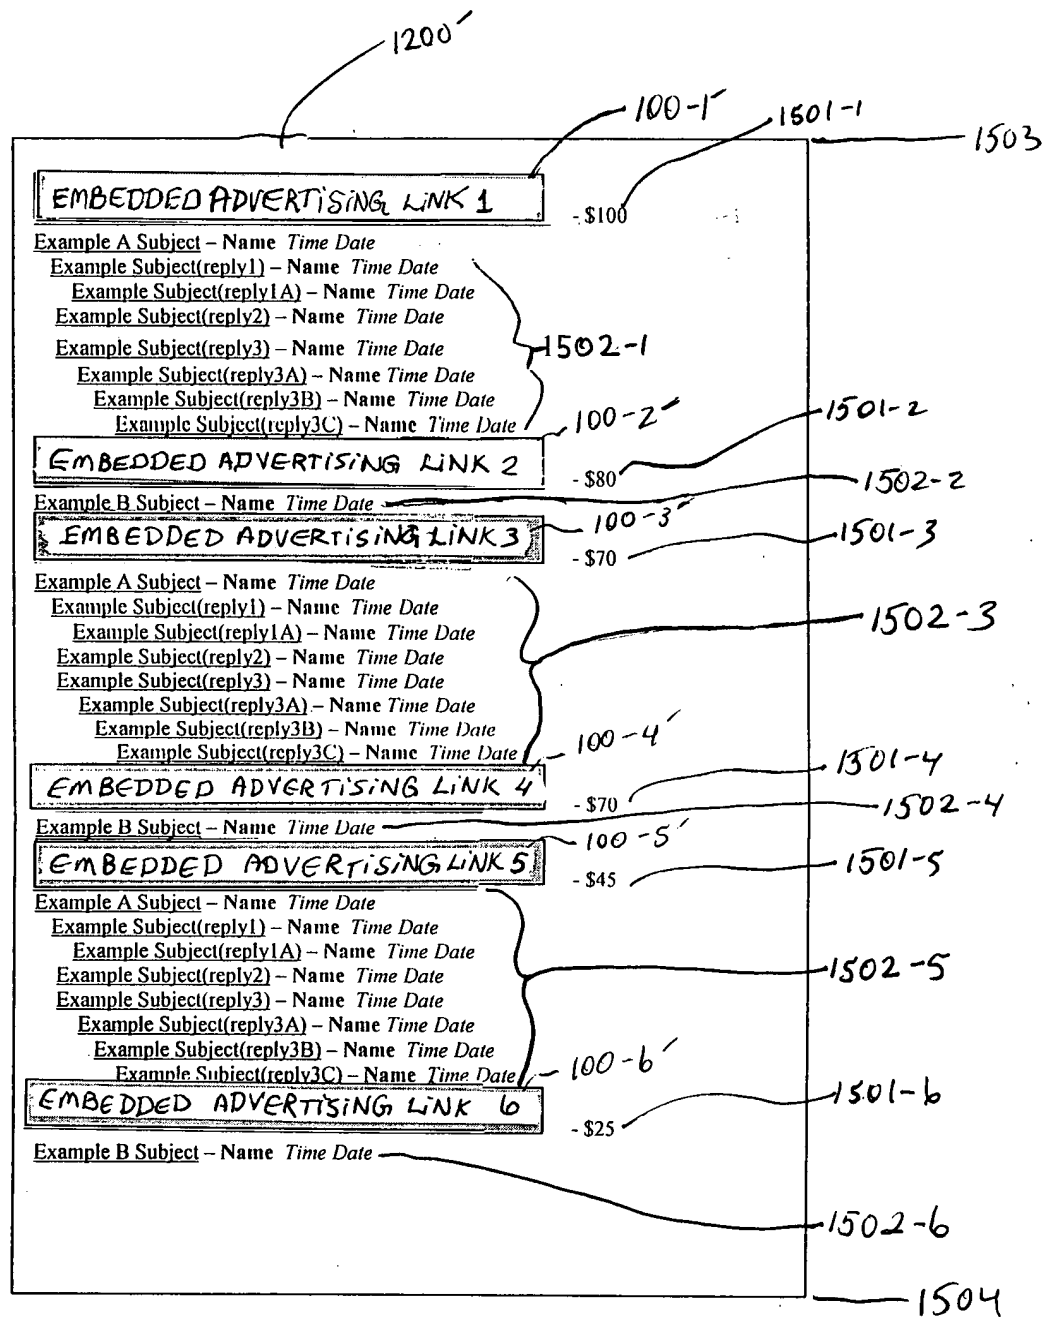 1200′
100-1′
1501-1
1503
EMBEDDED ADVERTISING LINK 1
- $100
Example A Subject – Name Time Date
Example Subject(reply1) – Name Time Date
Example Subject(reply1A) – Name Time Date
Example Subject(reply2) – Name Time Date
1502-1
Example Subject(reply3) – Name Time Date
Example Subject(reply3A) – Name Time Date
Example Subject(reply3B) – Name Time Date
Example Subject(reply3C) – Name Time Date
100-2′
1501-2
EMBEDDED ADVERTISING LINK 2
- $80
1502-2
Example B Subject – Name Time Date
100-3′
1501-3
EMBEDDED ADVERTISING LINK 3
- $70
Example A Subject – Name Time Date
Example Subject(reply1) – Name Time Date
1502-3
Example Subject(reply1A) – Name Time Date
Example Subject(reply2) – Name Time Date
Example Subject(reply3) – Name Time Date
Example Subject(reply3A) – Name Time Date
Example Subject(reply3B) – Name Time Date
Example Subject(reply3C) – Name Time Date
100-4′
1501-4
EMBEDDED ADVERTISING LINK 4
- $70
1502-4
Example B Subject – Name Time Date
100-5′
1501-5
EMBEDDED ADVERTISING LINK 5
- $45
Example A Subject – Name Time Date
Example Subject(reply1) – Name Time Date
Example Subject(reply1A) – Name Time Date
Example Subject(reply2) – Name Time Date
1502-5
Example Subject(reply3) – Name Time Date
Example Subject(reply3A) – Name Time Date
Example Subject(reply3B) – Name Time Date
Example Subject(reply3C) – Name Time Date
100-6′
1501-6
EMBEDDED ADVERTISING LINK 6
- $25
Example B Subject – Name Time Date
1502-6
1504